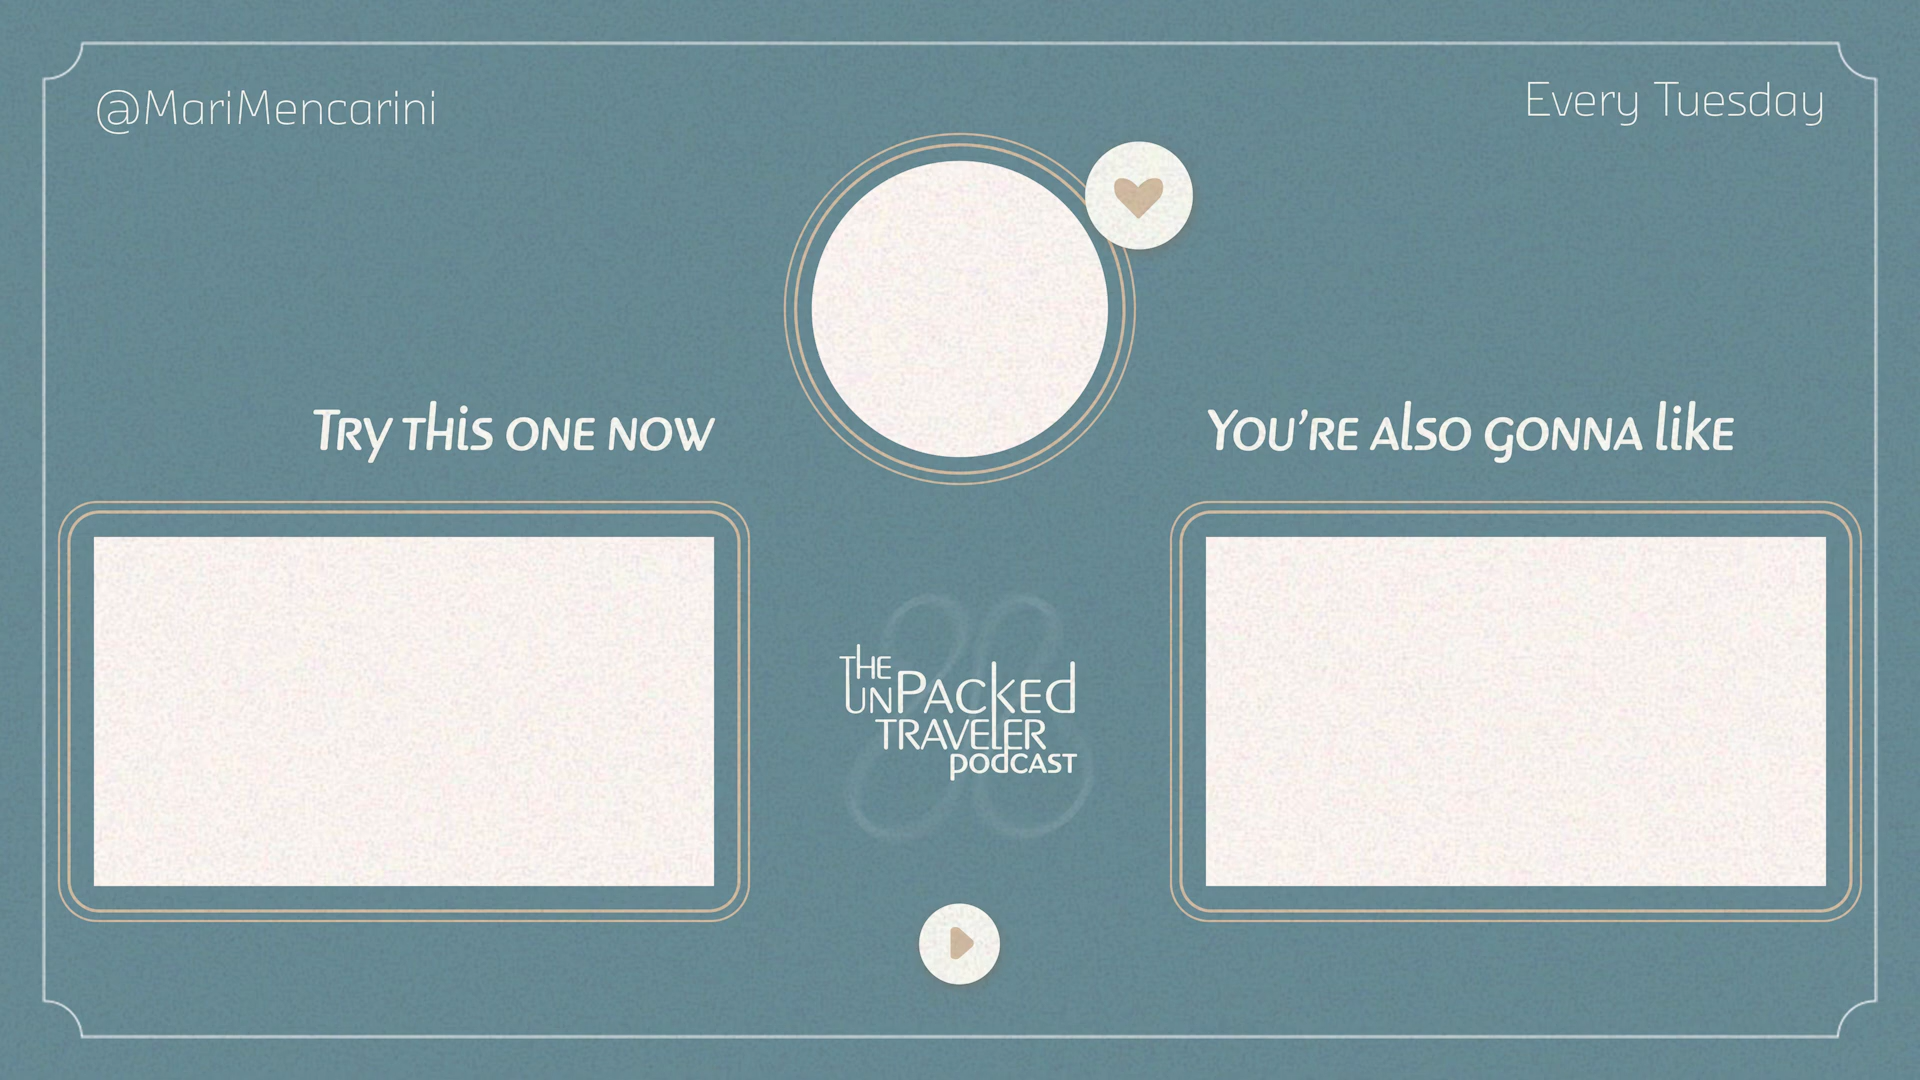 @MariMencarini
Every Tuesday
Try this one now
You're also gonna like
THE
UNPACKED
TRAVELER
PODCAST